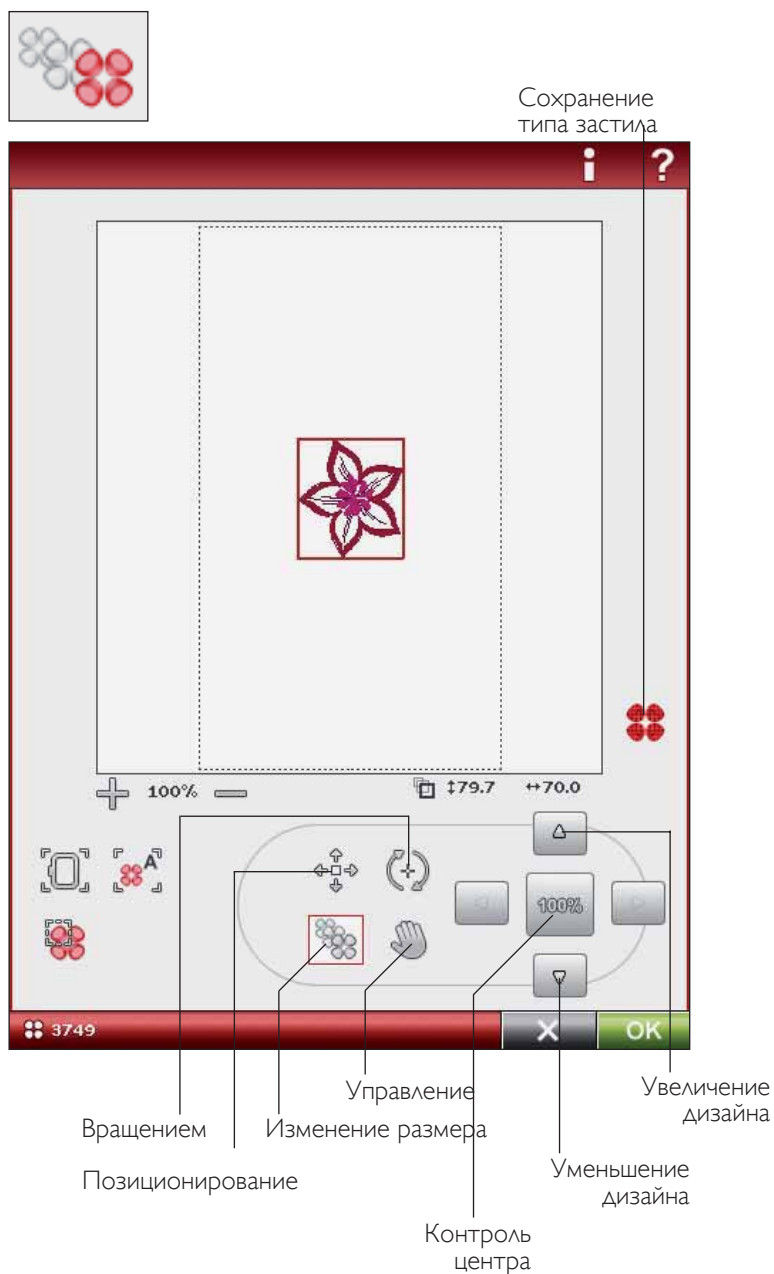 Сохранение
типа застила
i ?
100%
79.7 70.0
A
100%
3749
X OK
Управление
Увеличение
дизайна
Вращением
Изменение размера
Позиционирование
Уменьшение
дизайна
Контроль
центра